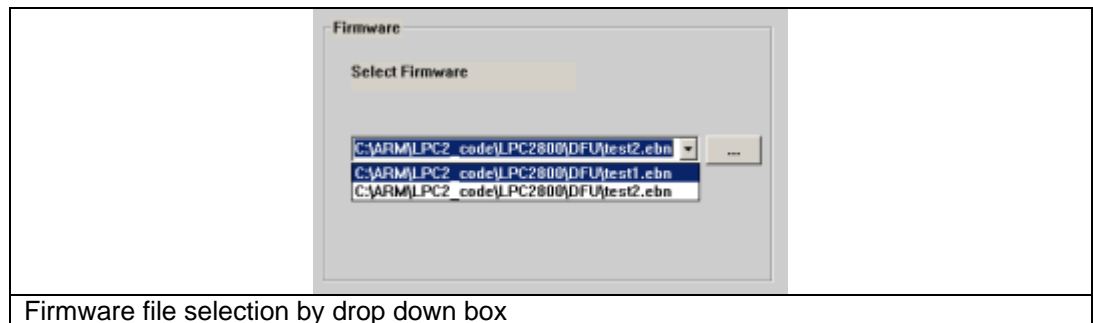 Firmware
Select Firmware
C:\ARM\LPC2_code\LPC2800\DFU\test2.ebn
...
C:\ARM\LPC2_code\LPC2800\DFU\test1.ebn
C:\ARM\LPC2_code\LPC2800\DFU\test2.ebn
Firmware file selection by drop down box